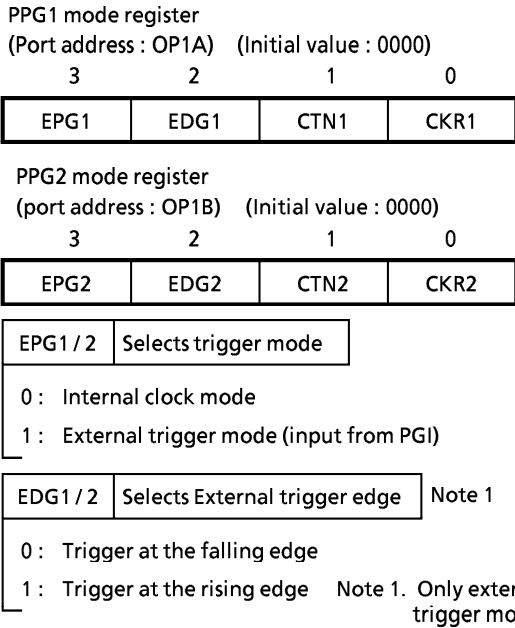 PPG1 mode register
(Port address : OP1A) (Initial value : 0000)
3 2 1 0
EPG1 EDG1 CTN1 CKR1
PPG2 mode register
(port address : OP1B) (Initial value : 0000)
3 2 1 0
EPG2 EDG2 CTN2 CKR2
EPG1 / 2 Selects trigger mode
0 : Internal clock mode
1 : External trigger mode (input from PGI)
EDG1 / 2 Selects External trigger edge Note 1
0 : Trigger at the falling edge
1 : Trigger at the rising edge Note 1. Only exter
trigger mo